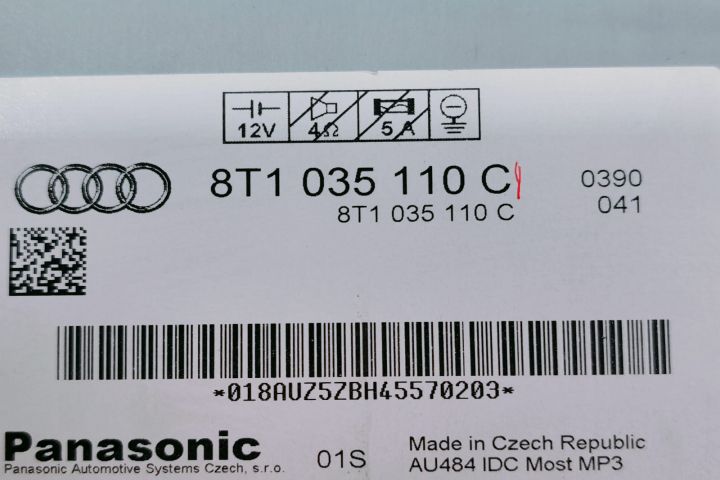 12V 4Ω 5 A
8T1 035 110 C 0390
8T1 035 110 C 041
*018AUZ5ZBH45570203*
Panasonic
Panasonic Automotive Systems Czech, s.r.o.
01S
Made in Czech Republic
AU484 IDC Most MP3